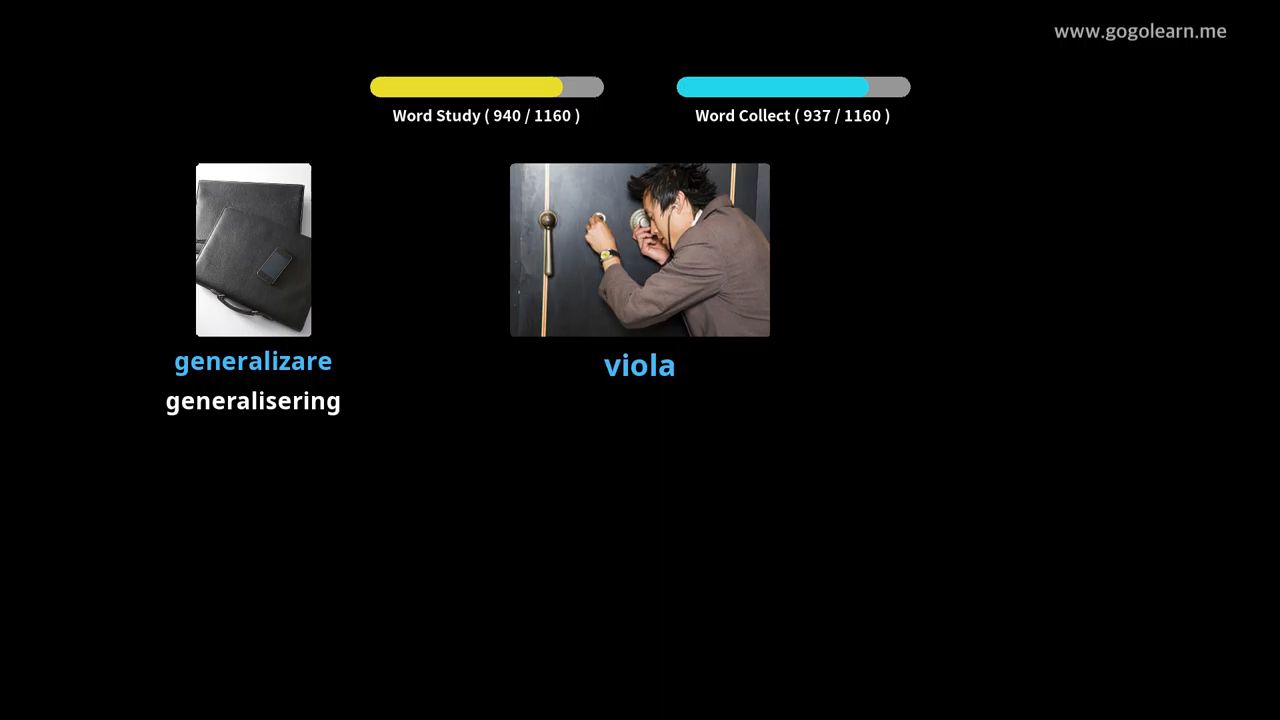 www.gogolearn.me
Word Study ( 940 / 1160 )
Word Collect ( 937 / 1160 )
generalizare
generalisering
viola